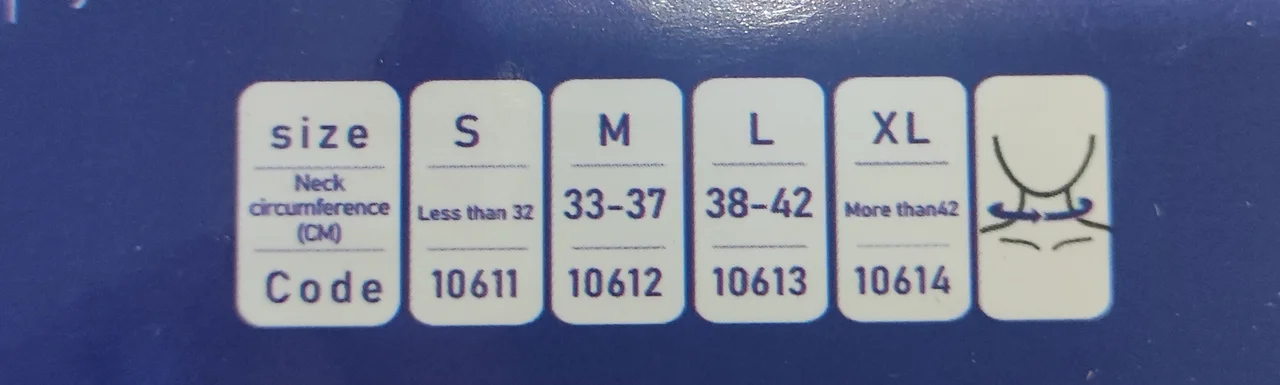 size S M L XL
Neck circumference (CM) Less than 32 33-37 38-42 More than42
Code 10611 10612 10613 10614